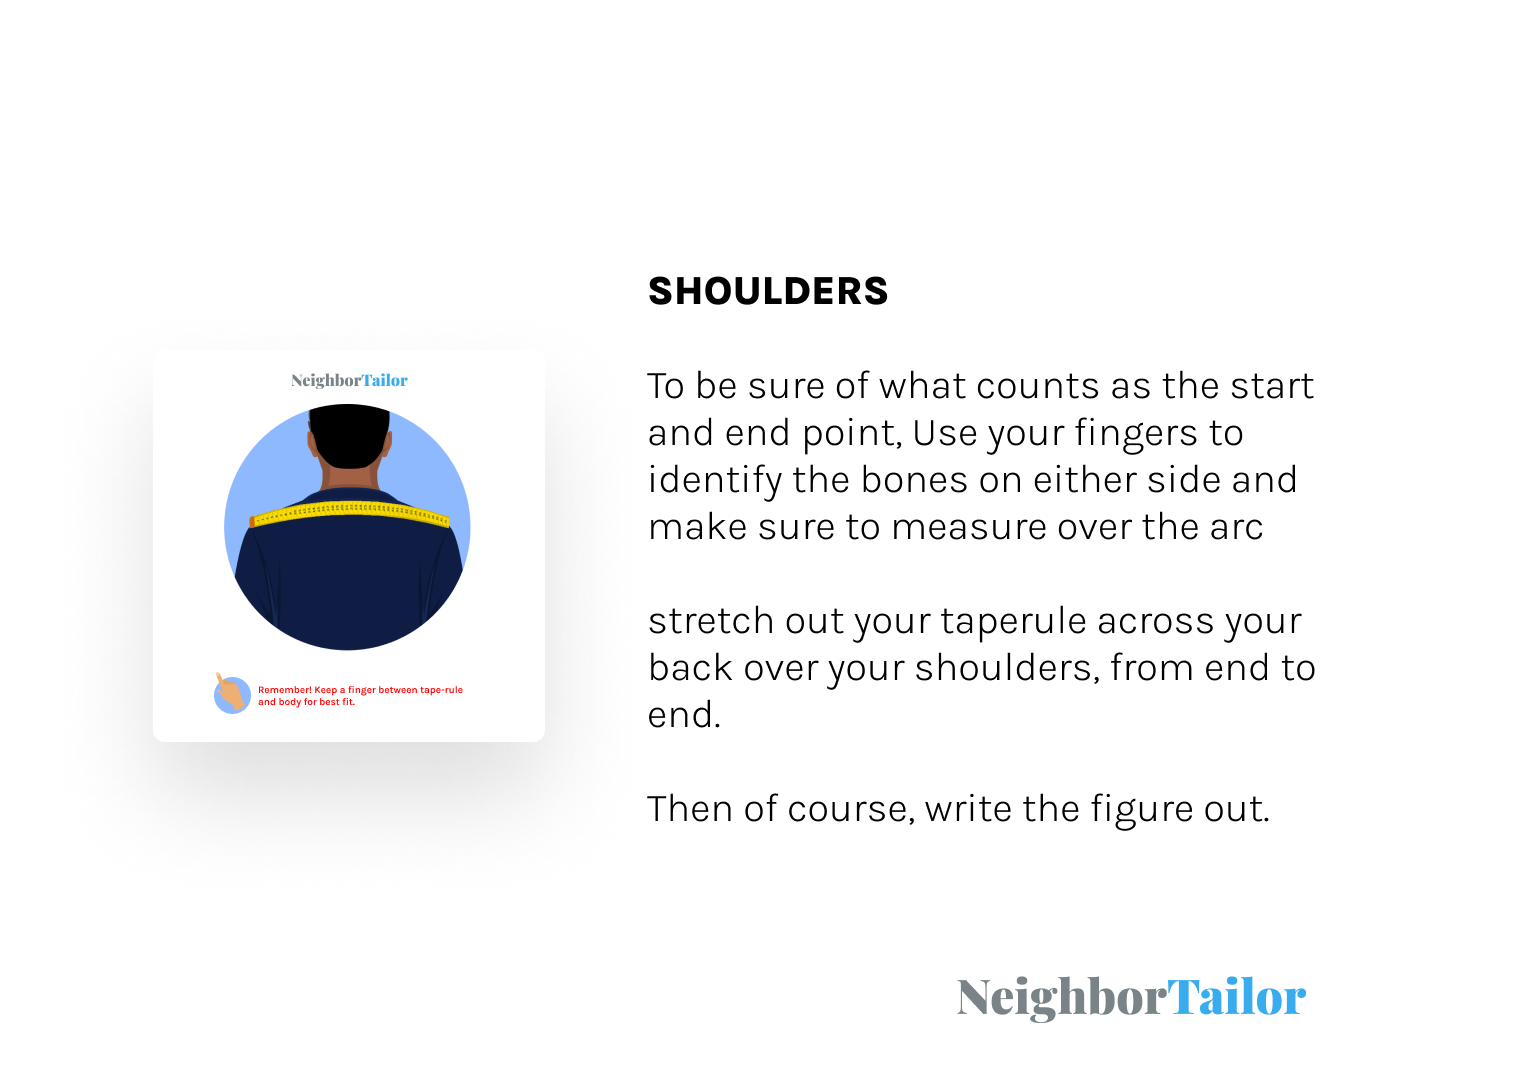 SHOULDERS
NeighborTailor
To be sure of what counts as the start
and end point, Use your fingers to
identify the bones on either side and
make sure to measure over the arc
stretch out your taperule across your
back over your shoulders, from end to
end.
Then of course, write the figure out.
Remember! Keep a finger between tape-rule
and body for best fit.
NeighborTailor